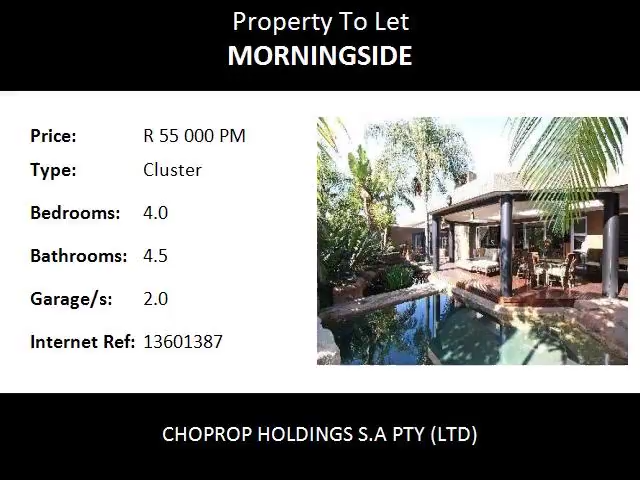 Property To Let
MORNINGSIDE
Price: R 55 000 PM
Type: Cluster
Bedrooms: 4.0
Bathrooms: 4.5
Garage/s: 2.0
Internet Ref: 13601387
CHOPROP HOLDINGS S.A PTY (LTD)